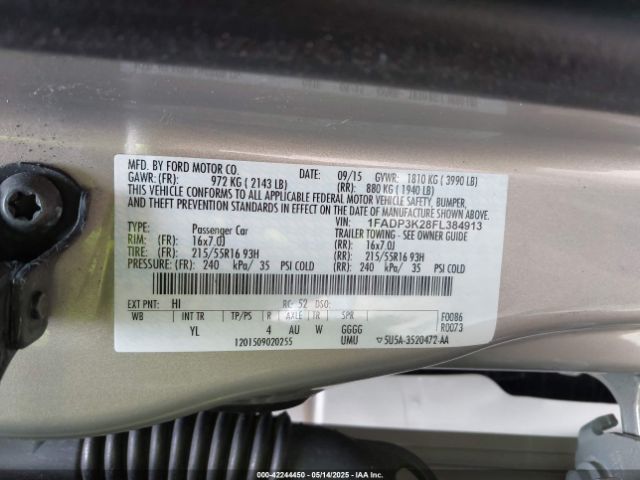 MFD. BY FORD MOTOR CO.
DATE: 09/15 GVWR: 1810 KG ( 3990 LB)
GAWR: (FR): 972 KG ( 2143 LB) (RR): 880 KG ( 1940 LB)
THIS VEHICLE CONFORMS TO ALL APPLICABLE FEDERAL MOTOR VEHICLE SAFETY, BUMPER,
AND THEFT PREVENTION STANDARDS IN EFFECT ON THE DATE OF MANUFACTURE SHOWN ABOVE.
VIN: 1FADP3K28FL384913
TYPE: Passenger Car TRAILER TOWING - SEE OWNER GUIDE
RIM: (FR) 16x7.0J (RR) 16x7.0J
TIRE: (FR) 215/55R16 93H (RR) 215/55R16 93H
PRESSURE: (FR) 240 kPa/ 35 PSI COLD (RR) 240 kPa/ 35 PSI COLD
EXT PNT: HI RC: 52 DSO:
WB INT TR TP/PS R AXLE TR SPR F0086
YL 4 AU W GGGG R0073
1201509020255 UMU 5U5A-3520472-AA
000-42244450 - 05/14/2025 - IAAI.COM